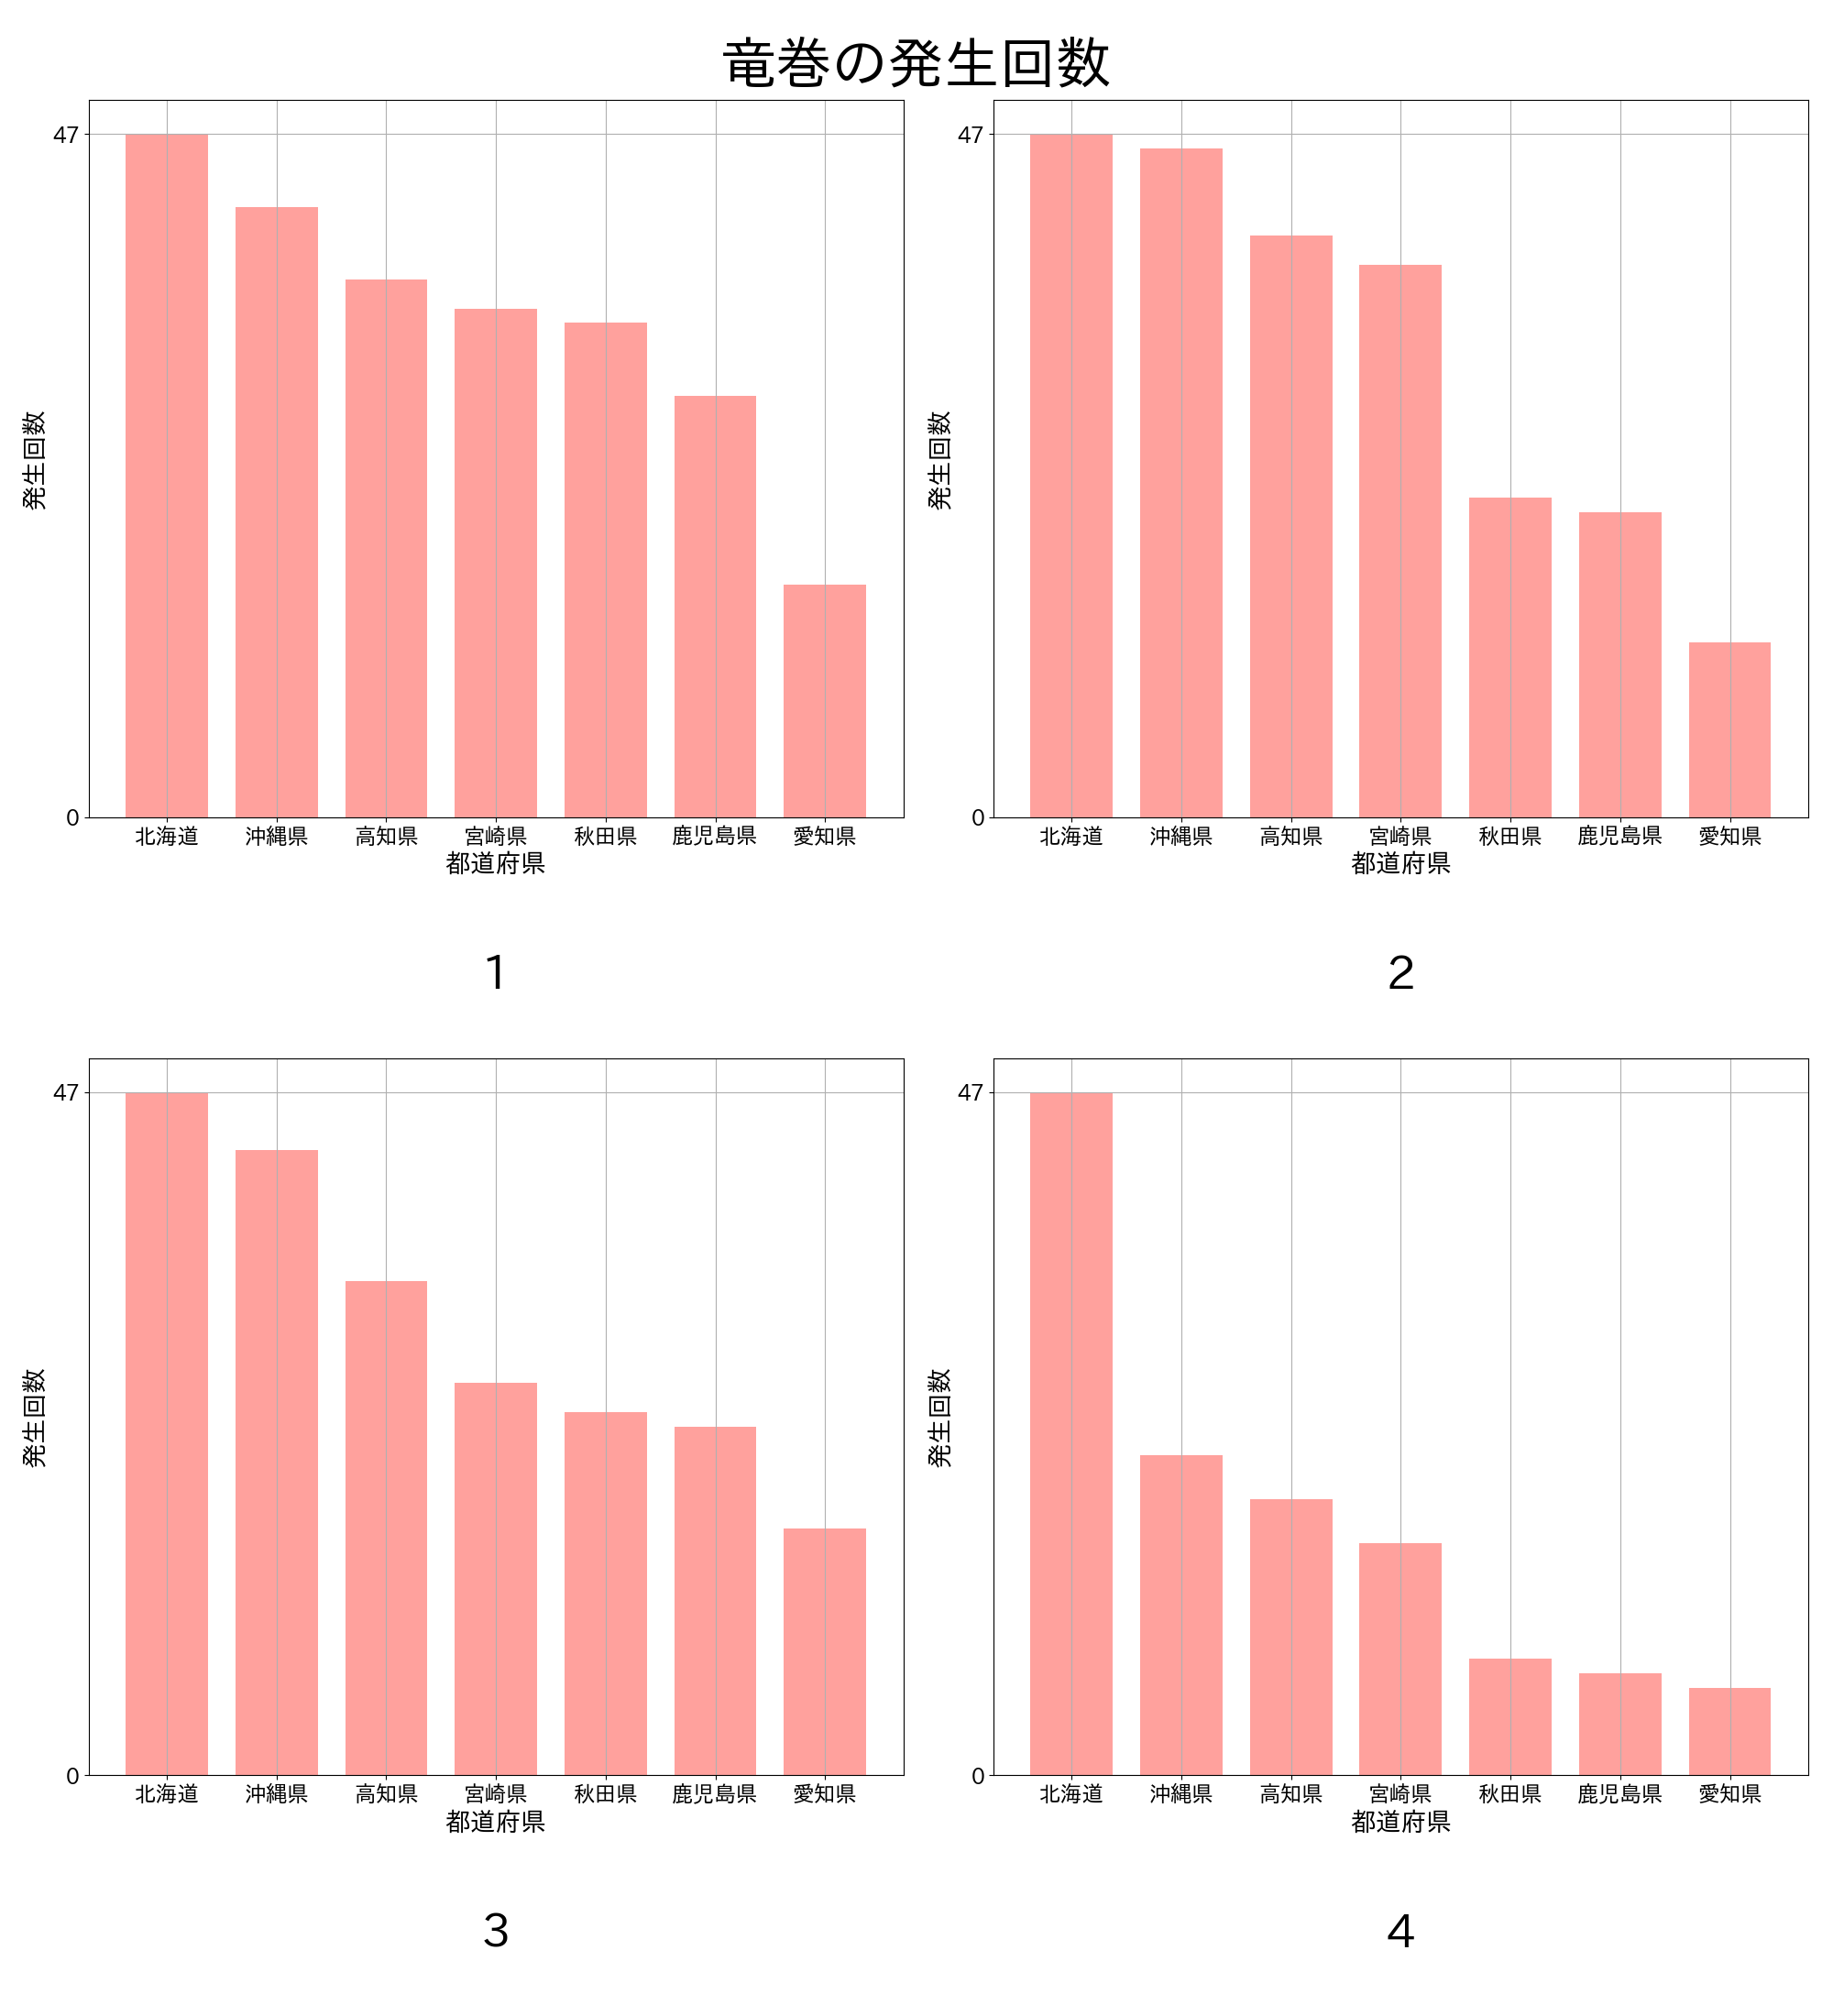 竜巻の発生回数
47
発生回数
0
北海道 沖縄県 高知県 宮崎県 秋田県 鹿児島県 愛知県
都道府県
1
47
発生回数
0
北海道 沖縄県 高知県 宮崎県 秋田県 鹿児島県 愛知県
都道府県
2
47
発生回数
0
北海道 沖縄県 高知県 宮崎県 秋田県 鹿児島県 愛知県
都道府県
3
47
発生回数
0
北海道 沖縄県 高知県 宮崎県 秋田県 鹿児島県 愛知県
都道府県
4